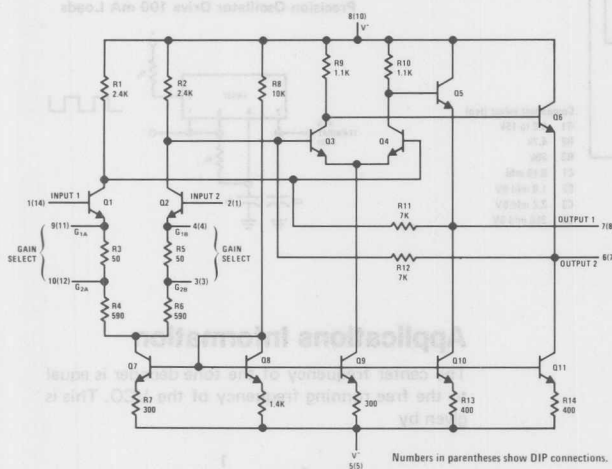 8(10)
V+
R1
2.4K
R2
2.4K
R8
10K
R9
1.1K
R10
1.1K
Q5
Q6
Q3
Q4
INPUT 1
1(14)
Q1
Q2
INPUT 2
2(1)
9(11)
G1A
4(4)
G1B
GAIN
SELECT
R3
50
R5
50
GAIN
SELECT
10(12)
G2A
3(3)
G2B
R4
590
R6
590
R11
7K
OUTPUT 1
7(8)
R12
7K
OUTPUT 2
Q7
Q8
Q9
Q10
Q11
R7
300
1.4K
300
R13
400
R14
400
V-
5(5)
Numbers in parentheses show DIP connections.
Precision Oscillator Drive 100 mA Loads
Applications Information
The center frequency of the tone decoder is equal
to the free running frequency of the VCO. This is
given by